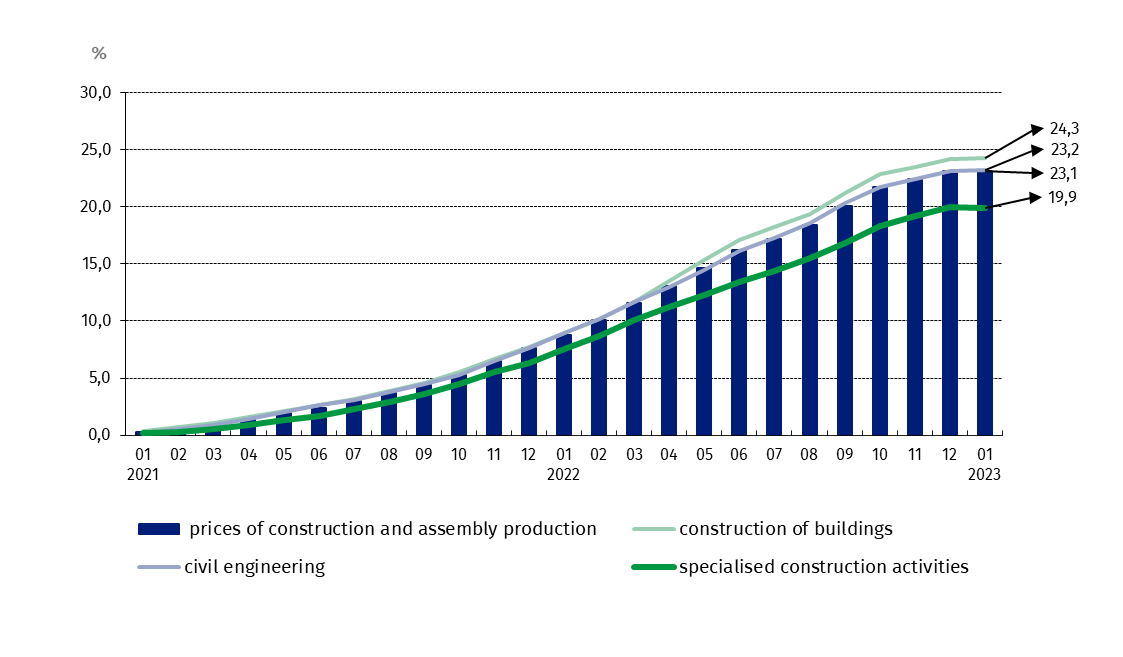 %
30,0
25,0
20,0
15,0
10,0
5,0
0,0
24,3
23,2
23,1
19,9
01 02 03 04 05 06 07 08 09 10 11 12 01 02 03 04 05 06 07 08 09 10 11 12 01
2021 2022 2023
prices of construction and assembly production
construction of buildings
civil engineering
specialised construction activities